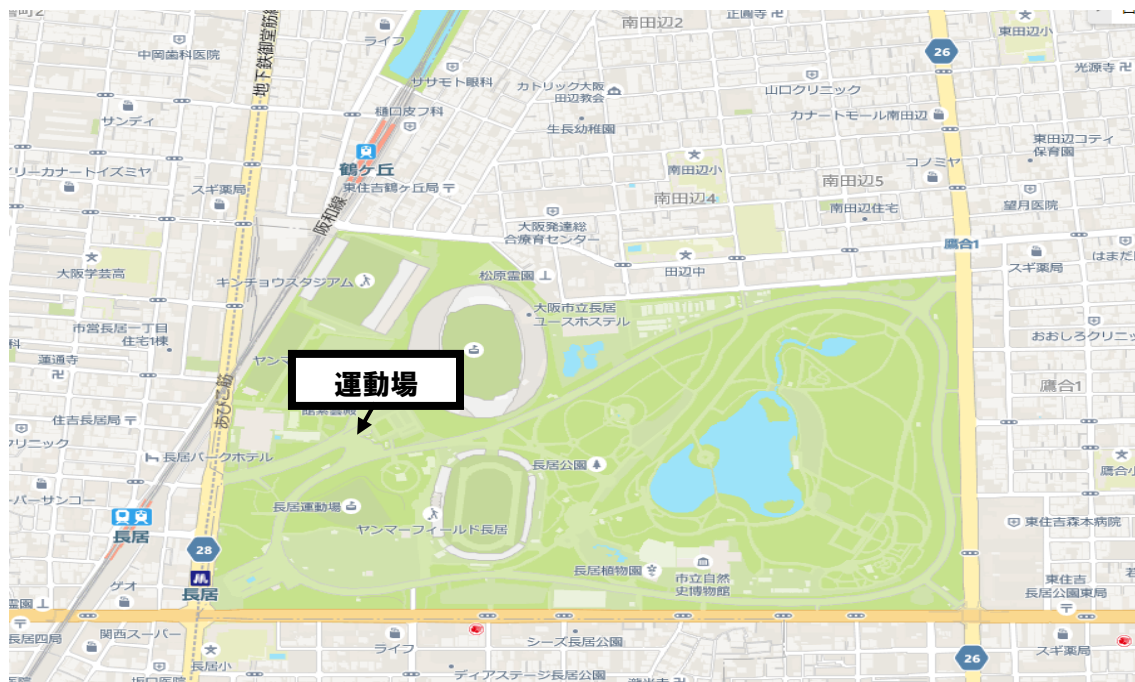 南田辺2
正圓寺
東田辺小
ライフ
26
中岡歯科医院
地下鉄御堂筋線
ササモト眼科
カトリック大阪
田辺教会
山口クリニック
光源寺
サンディ
樋口皮フ科
生長幼稚園
カナートモール南田辺
東田辺コティ
保育園
鶴ヶ丘
南田辺小
コノミヤ
イリーカナートイズミヤ
スギ薬局
東住吉鶴ヶ丘局
南田辺4
南田辺5
望月医院
阪和線
大阪発達総
合療育センター
南田辺住宅
鷹合1
大阪学芸高
キンチョウスタジアム
松原霊園
田辺中
スギ薬局
はまだ
大阪市立長居
ユースホステル
市営長居一丁目
住宅1棟
おおしろクリニッ
蓮通寺
ヤンマ
運動場
鷹合1
あびこ筋
住吉長居局
クリニック
長居パークホテル
長居公園
鷹合小
ーパーサンコー
長居運動場
ヤンマーフィールド長居
東住吉森本病院
長居
28
長居植物園
市立自然
史博物館
ゲオ
長居
東住吉
長居公園東局
霊園
長居四局
関西スーパー
ライフ
シーズ長居公園
スギ薬局
長居小
26
ディアステージ長居公園